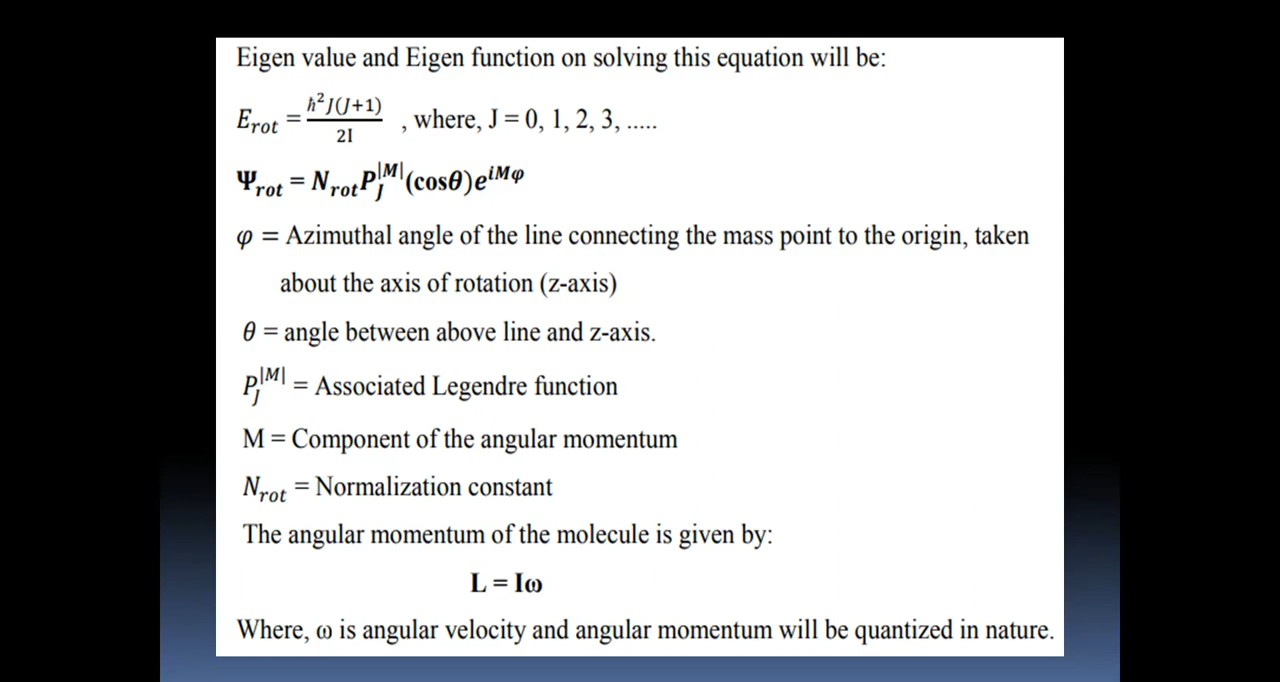 Eigen value and Eigen function on solving this equation will be:
E_rot = ℏ²J(J+1)/2I , where, J = 0, 1, 2, 3, .....
Ψ_rot = N_rot P_J^|M| (cosθ)e^iMφ
φ = Azimuthal angle of the line connecting the mass point to the origin, taken
about the axis of rotation (z-axis)
θ = angle between above line and z-axis.
P_J^|M| = Associated Legendre function
M = Component of the angular momentum
N_rot = Normalization constant
The angular momentum of the molecule is given by:
L = Iω
Where, ω is angular velocity and angular momentum will be quantized in nature.